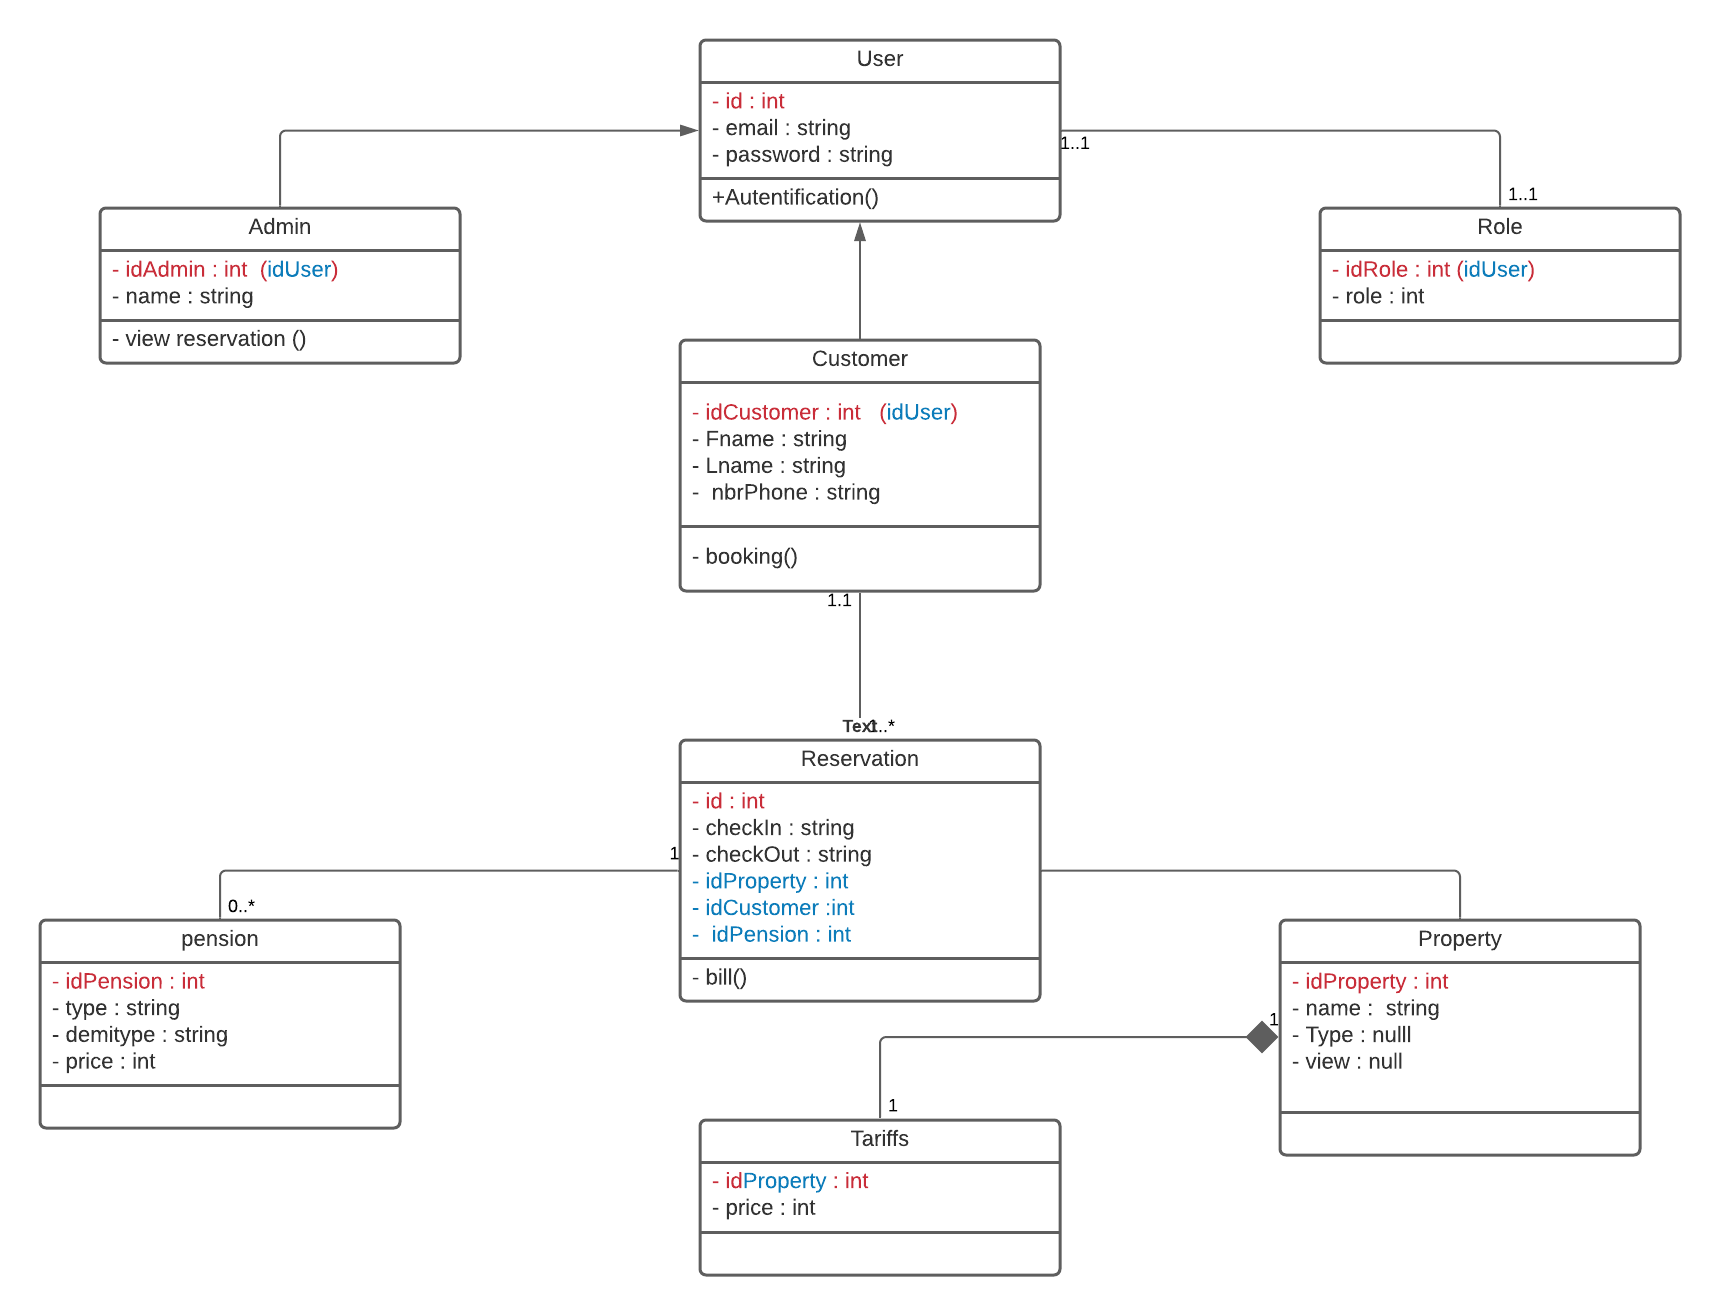 User
- id : int
- email : string
- password : string
+Autentification()
1..1
1..1
Admin
- idAdmin : int  (idUser)
- name : string
- view reservation ()
Role
- idRole : int (idUser)
- role : int
Customer
- idCustomer : int   (idUser)
- Fname : string
- Lname : string
-  nbrPhone : string
- booking()
1.1
Text
..*
Reservation
- id : int
- checkIn : string
- checkOut : string
- idProperty : int
- idCustomer :int
-  idPension : int
- bill()
1
0..*
pension
- idPension : int
- type : string
- demitype : string
- price : int
Property
- idProperty : int
- name :  string
- Type : nulll
- view : null
1
1
Tariffs
- idProperty : int
- price : int